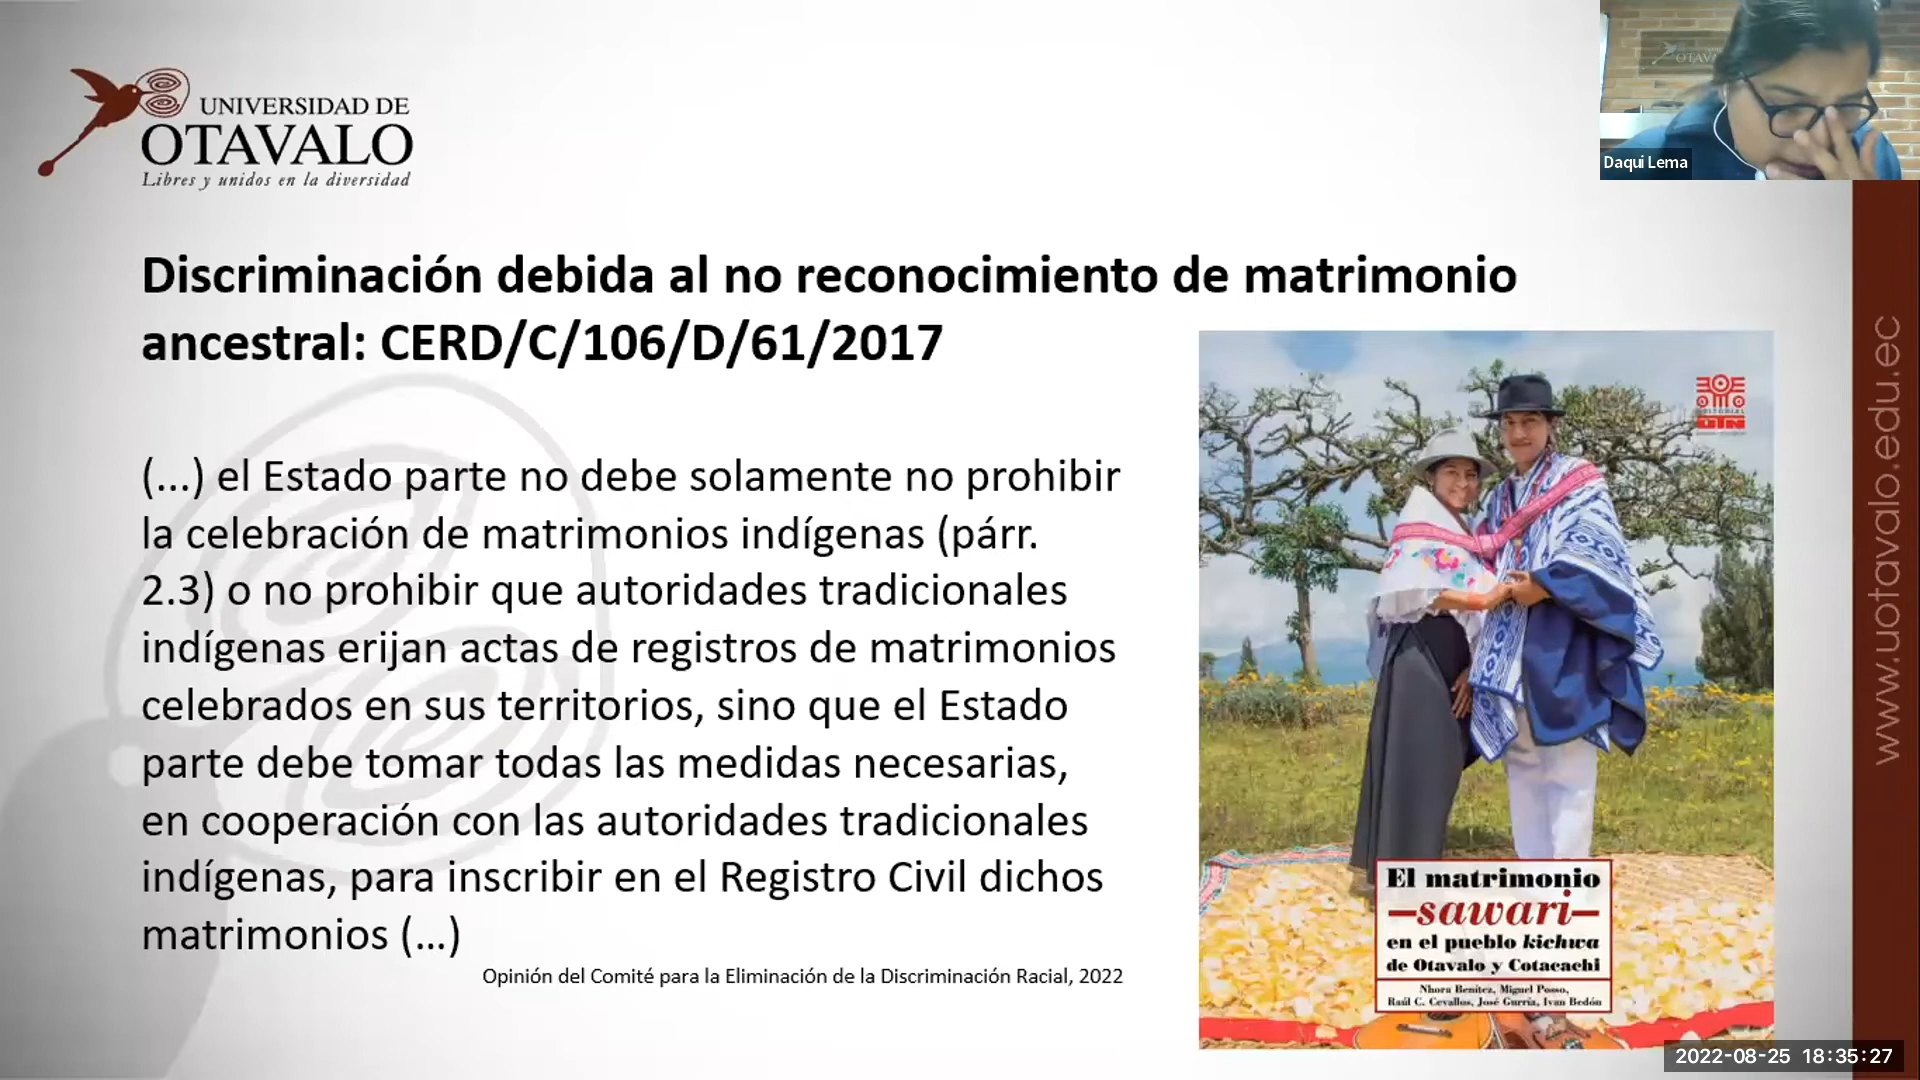 UNIVERSIDAD DE
OTAVALO
Libres y unidos en la diversidad
Daqui Lema
Discriminación debida al no reconocimiento de matrimonio
ancestral: CERD/C/106/D/61/2017
(...) el Estado parte no debe solamente no prohibir
la celebración de matrimonios indígenas (párr.
2.3) o no prohibir que autoridades tradicionales
indígenas erijan actas de registros de matrimonios
celebrados en sus territorios, sino que el Estado
parte debe tomar todas las medidas necesarias,
en cooperación con las autoridades tradicionales
indígenas, para inscribir en el Registro Civil dichos
matrimonios (...)
Opinión del Comité para la Eliminación de la Discriminación Racial, 2022
EDITORIAL
UTN
El matrimonio
sawari
en el pueblo kichwa
de Otavalo y Cotacachi
Nhora Benítez, Miguel Posso,
Raúl C. Cevallos, José Gurría, Ivan Bedón
www.uotavalo.edu.ec
2022-08-25 18:35:27